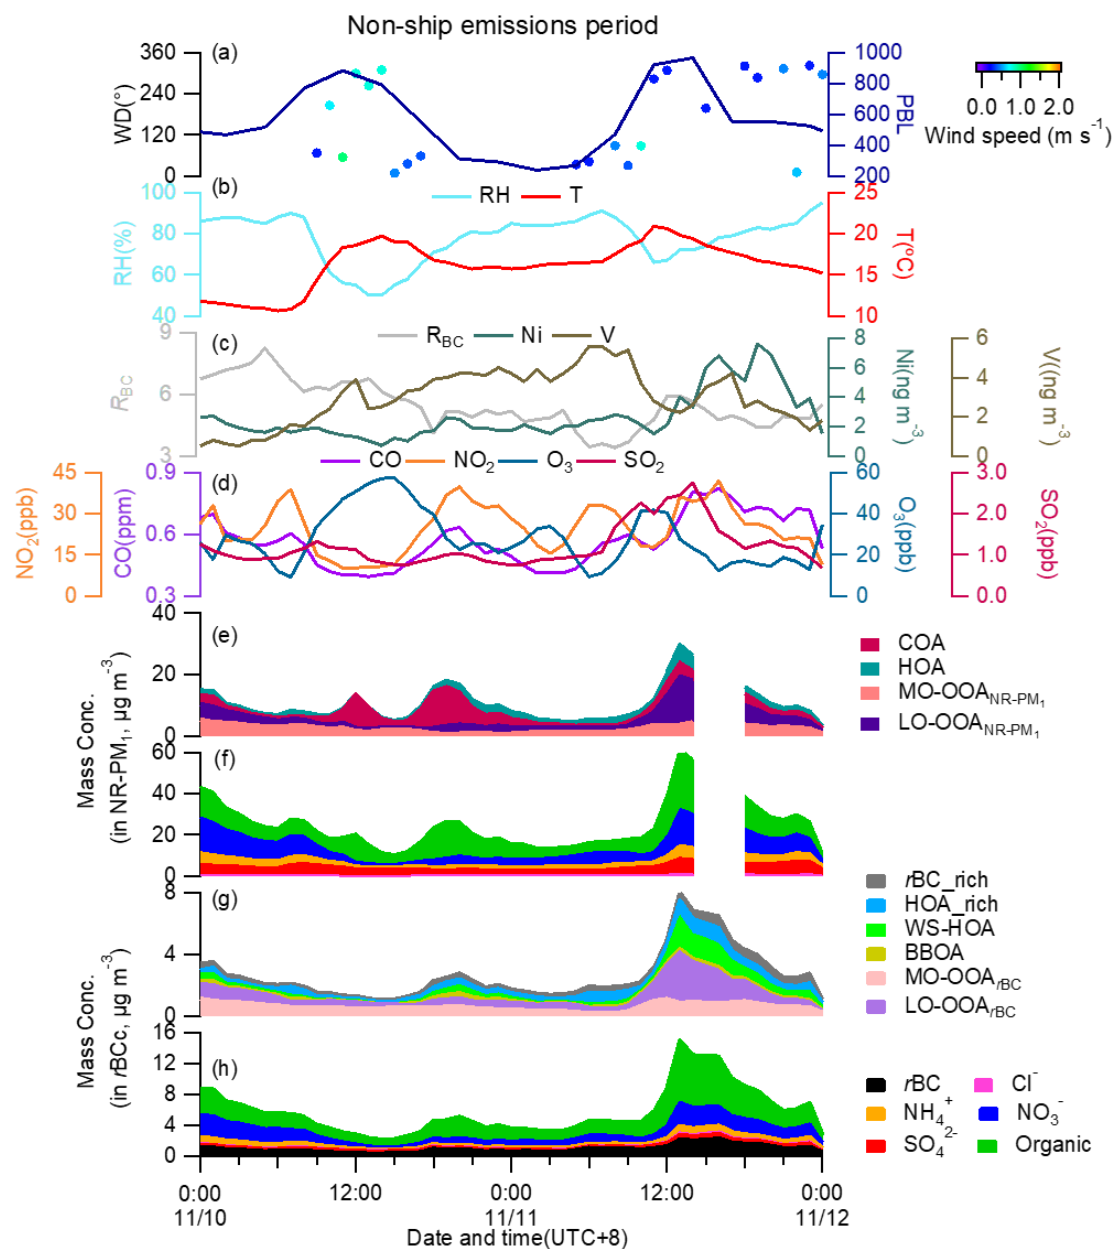 Non-ship emissions period
(a)
WD(°)
360
240
120
0
PBL
1000
800
600
400
200
0.0 1.0 2.0
Wind speed (m s⁻¹)
(b)
RH T
RH(%)
100
80
60
40
T(°C)
25
20
15
10
(c)
R_BC Ni V
R_BC
9
6
3
Ni(ng m⁻³)
8
6
4
2
0
V((ng m⁻³)
6
4
2
0
CO NO₂ O₃ SO₂
(d)
NO₂(ppb)
45
30
15
0
CO(ppm)
0.9
0.6
0.3
O₃(ppb)
60
40
20
0
SO₂(ppb)
3.0
2.0
1.0
0.0
(e)
40
20
0
COA
HOA
MO-OOA_NR-PM₁
LO-OOA_NR-PM₁
Mass Conc.
(in NR-PM₁, µg m⁻³)
(f)
60
40
20
0
(g)
8
4
0
rBC_rich
HOA_rich
WS-HOA
BBOA
MO-OOA_rBC
LO-OOA_rBC
Mass Conc.
(in rBCc, µg m⁻³)
(h)
16
12
8
4
0
rBC Cl⁻
NH₄⁺ NO₃⁻
SO₄²⁻ Organic
0:00 12:00 0:00 12:00 0:00
11/10 11/11 11/12
Date and time(UTC+8)